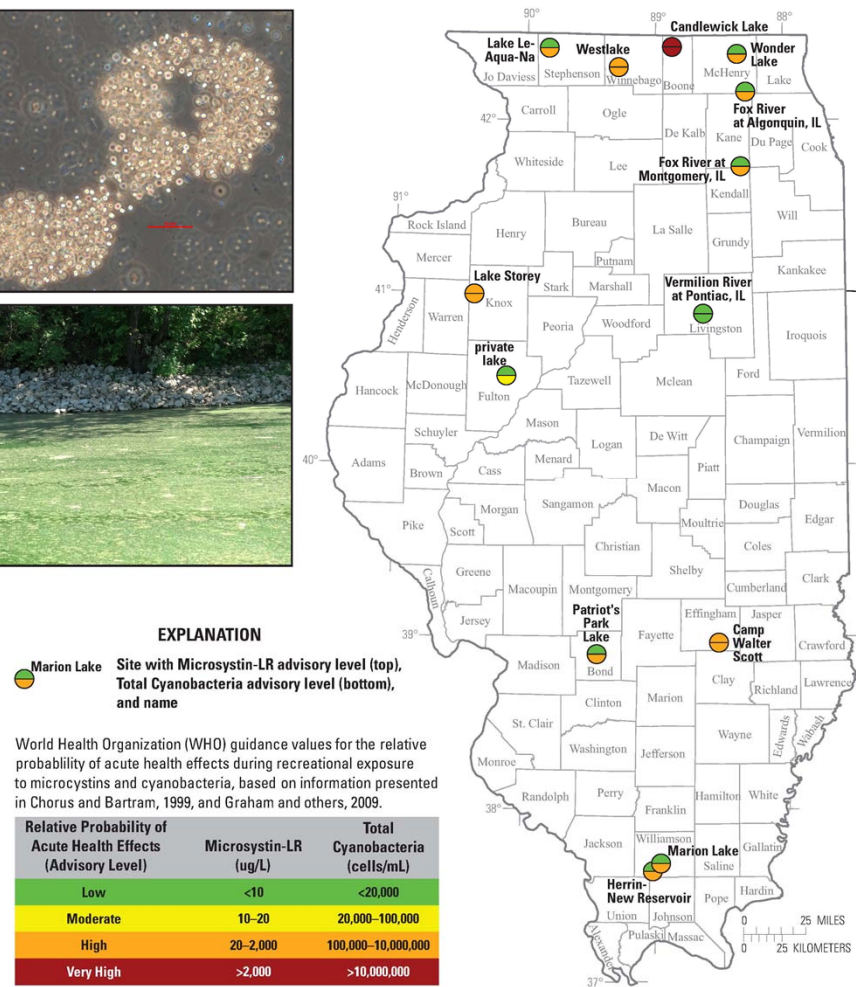 90°
89°
88°
Candlewick Lake
Lake Le-
Aqua-Na
Westlake
Wonder
Lake
Jo Daviess
Stephenson
Winnebago
Boone
McHenry
Lake
Fox River
at Algonquin, IL
42°
Carroll
Ogle
De Kalb
Kane
Du Page
Cook
Whiteside
Lee
Fox River at
Montgomery, IL
Kendall
91°
Rock Island
Henry
Bureau
La Salle
Will
Grundy
Mercer
Putnam
Kankakee
41°
Lake Storey
Knox
Stark
Marshall
Vermilion River
at Pontiac, IL
Livingston
Henderson
Warren
Peoria
Woodford
Iroquois
private
lake
Fulton
Hancock
McDonough
Tazewell
Mclean
Ford
Mason
Schuyler
Logan
De Witt
Champaign
Vermilion
40°
Adams
Brown
Cass
Menard
Piatt
Macon
Morgan
Sangamon
Douglas
Edgar
Pike
Scott
Moultrie
Christian
Coles
Greene
Shelby
Clark
Calhoun
Macoupin
Montgomery
Cumberland
Jersey
Patriot's
Park
Lake
Effingham
Jasper
39°
Fayette
Camp
Walter
Scott
Crawford
Madison
Bond
Clay
Richland
Lawrence
Clinton
Marion
St. Clair
Wayne
Edwards
Wabash
Washington
Jefferson
Monroe
38°
Randolph
Perry
Hamilton
White
Franklin
Jackson
Williamson
Gallatin
Marion Lake
Saline
Herrin-
New Reservoir
Pope
Hardin
Union
Johnson
Alexander
Pulaski
Massac
37°
0 25 MILES
0 25 KILOMETERS
EXPLANATION
Marion Lake
Site with Microsystin-LR advisory level (top),
Total Cyanobacteria advisory level (bottom),
and name
World Health Organization (WHO) guidance values for the relative
probablility of acute health effects during recreational exposure
to microcystins and cyanobacteria, based on information presented
in Chorus and Bartram, 1999, and Graham and others, 2009.
Relative Probability of
Acute Health Effects
(Advisory Level)
Microsystin-LR
(ug/L)
Total
Cyanobacteria
(cells/mL)
Low <10 <20,000
Moderate 10–20 20,000–100,000
High 20–2,000 100,000–10,000,000
Very High >2,000 >10,000,000